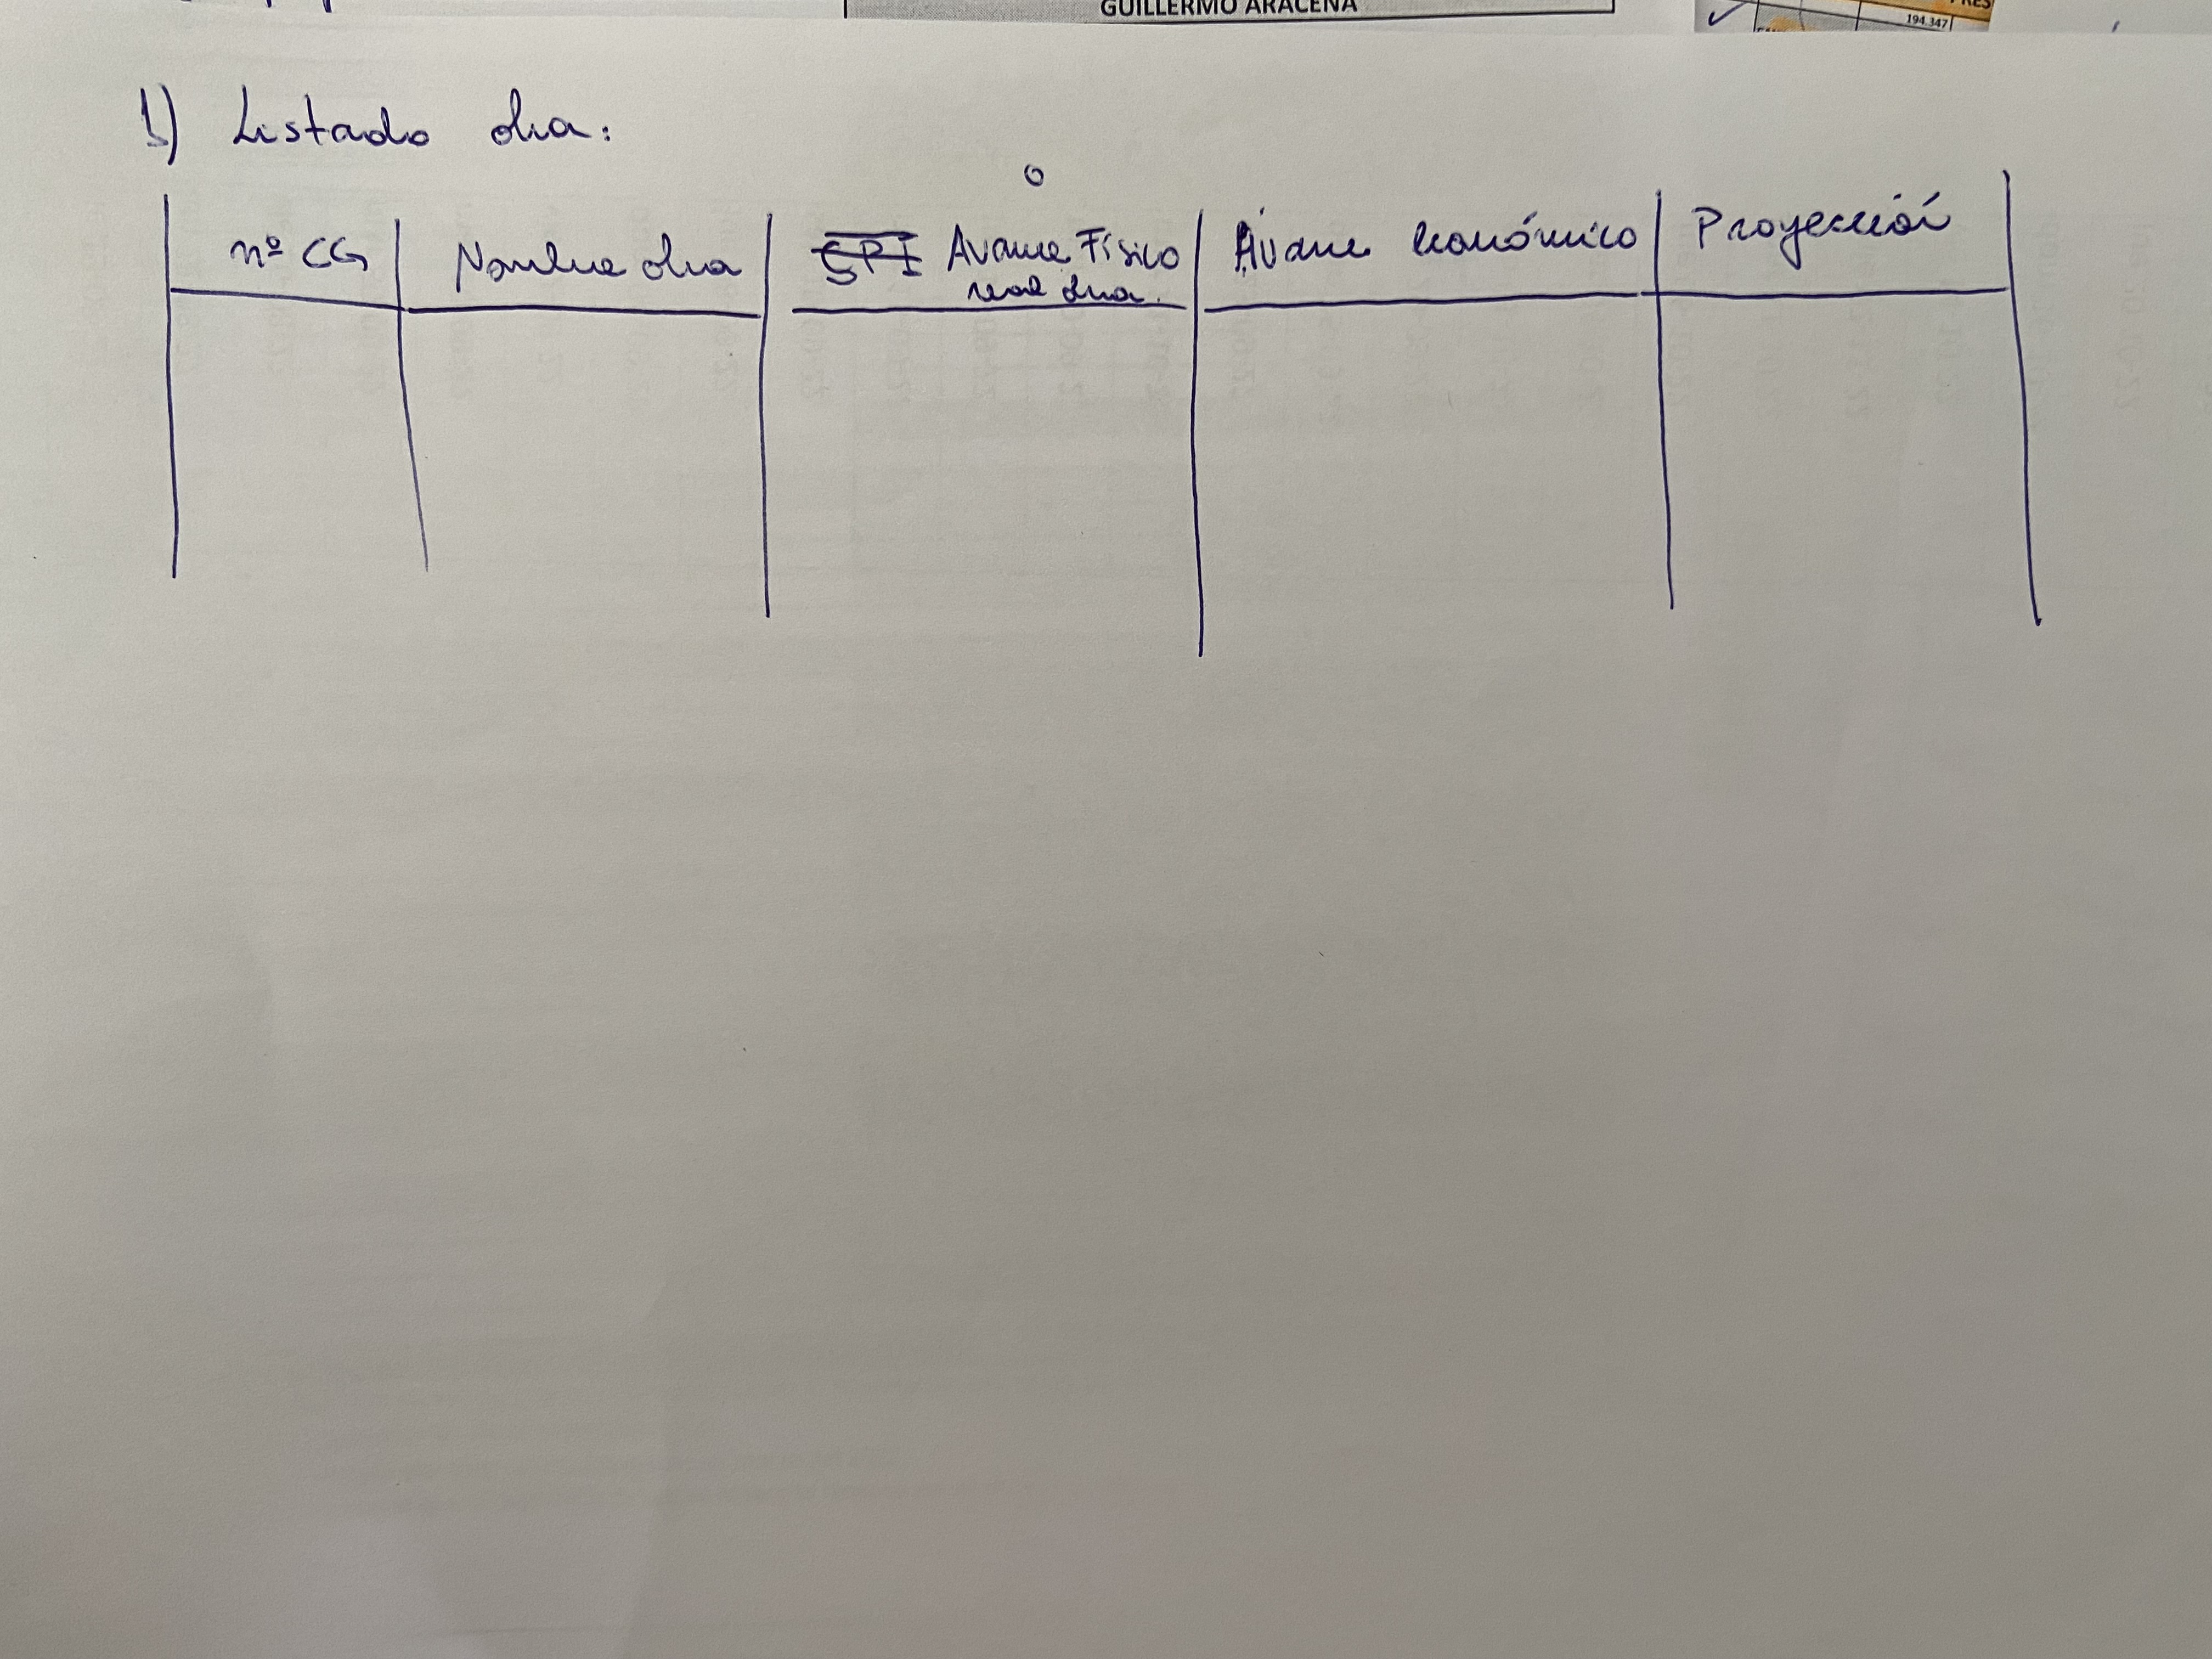 GUILLERMO ARACENA
194.347
1) Listado obra:
nº CG
Nombre obra
SPI Avance Físico
real obra.
Avance económico
Proyección